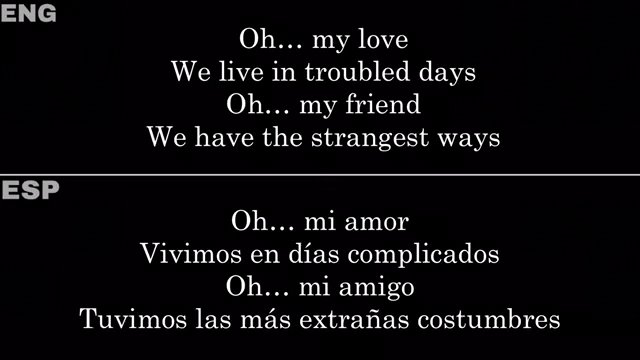 ENG
Oh... my love
We live in troubled days
Oh... my friend
We have the strangest ways
ESP
Oh... mi amor
Vivimos en días complicados
Oh... mi amigo
Tuvimos las más extrañas costumbres